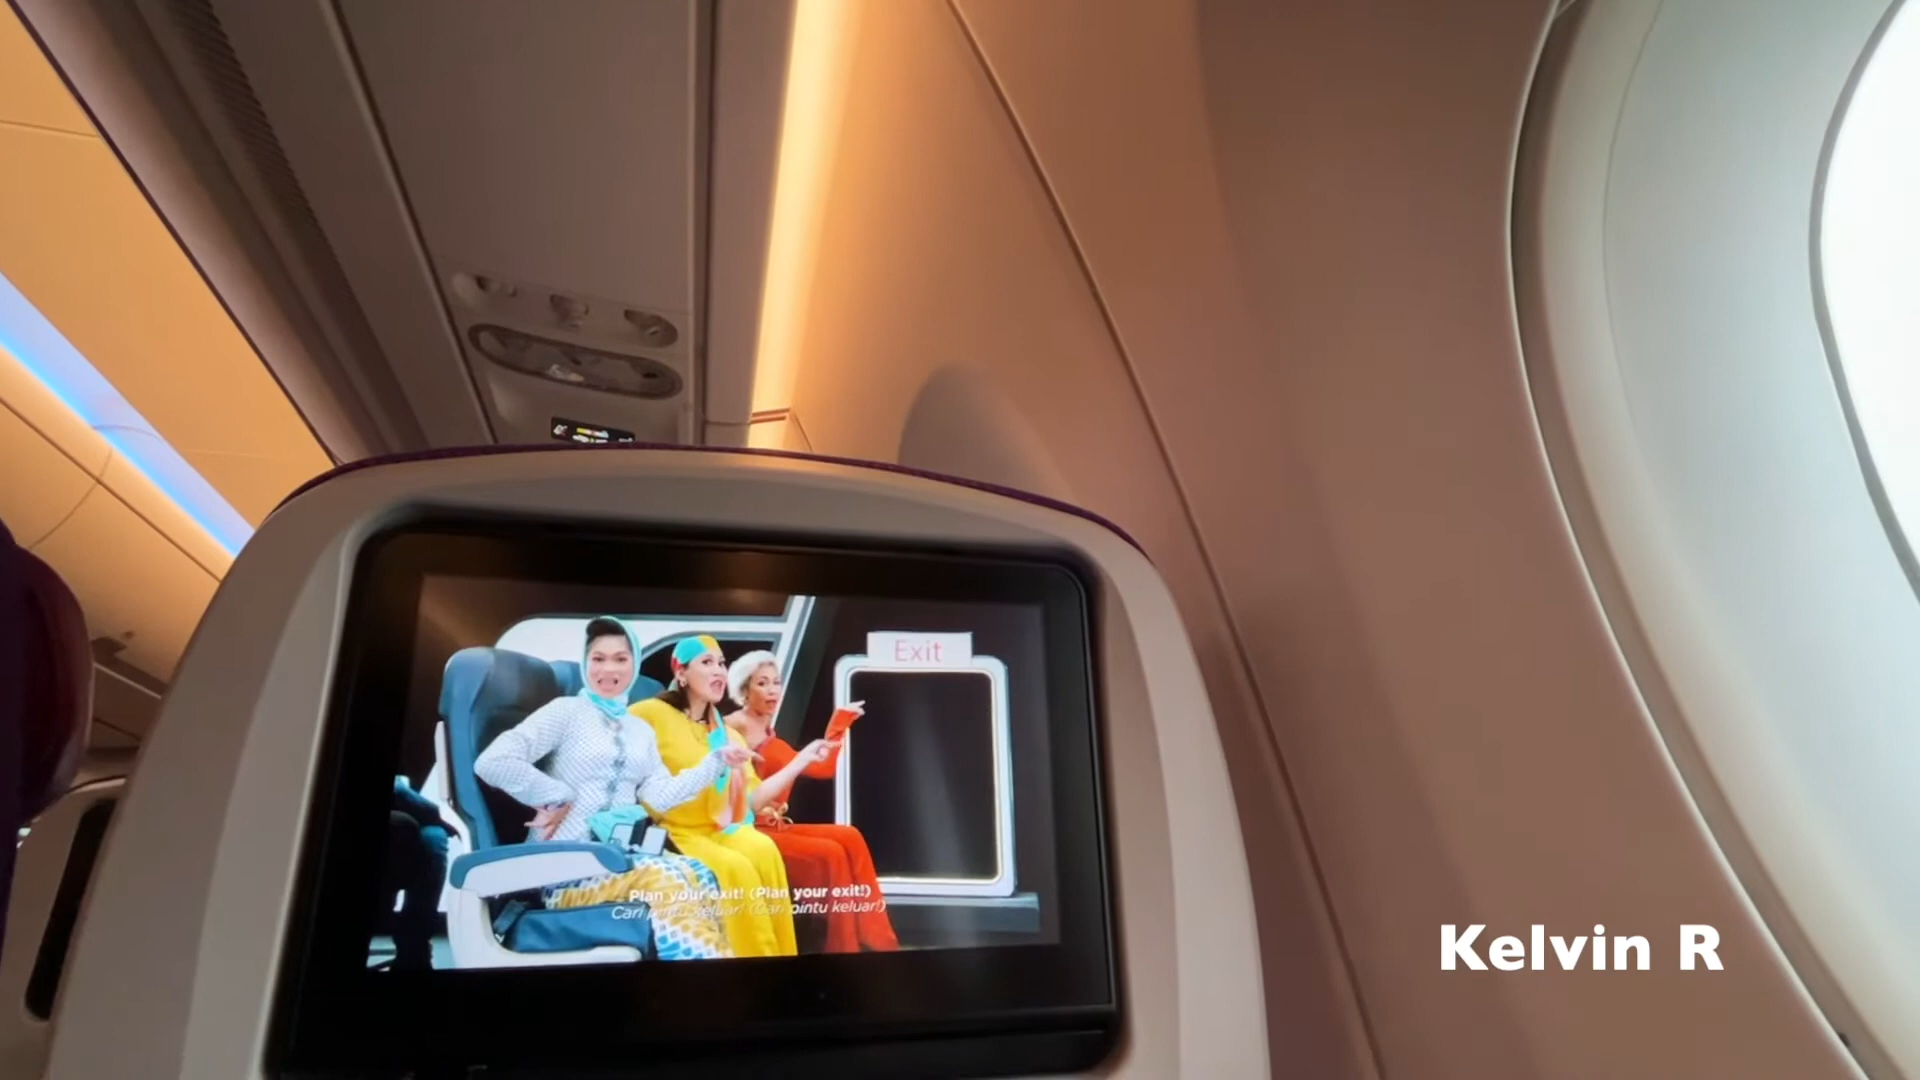 Exit
Plan your exit! (Plan your exit!)
Cari pintu keluar! (Cari pintu keluar!)
Kelvin R